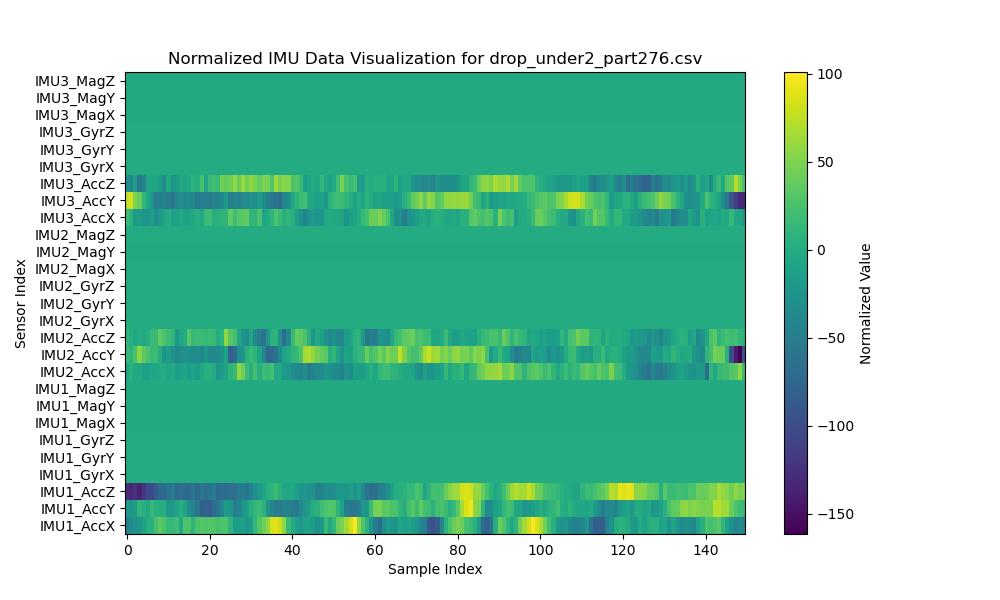 Normalized IMU Data Visualization for drop_under2_part276.csv
IMU3_MagZ
IMU3_MagY
IMU3_MagX
IMU3_GyrZ
IMU3_GyrY
IMU3_GyrX
IMU3_AccZ
IMU3_AccY
IMU3_AccX
IMU2_MagZ
IMU2_MagY
IMU2_MagX
IMU2_GyrZ
IMU2_GyrY
IMU2_GyrX
IMU2_AccZ
IMU2_AccY
IMU2_AccX
IMU1_MagZ
IMU1_MagY
IMU1_MagX
IMU1_GyrZ
IMU1_GyrY
IMU1_GyrX
IMU1_AccZ
IMU1_AccY
IMU1_AccX
Sensor Index
0 20 40 60 80 100 120 140
Sample Index
100
50
0
−50
−100
−150
Normalized Value